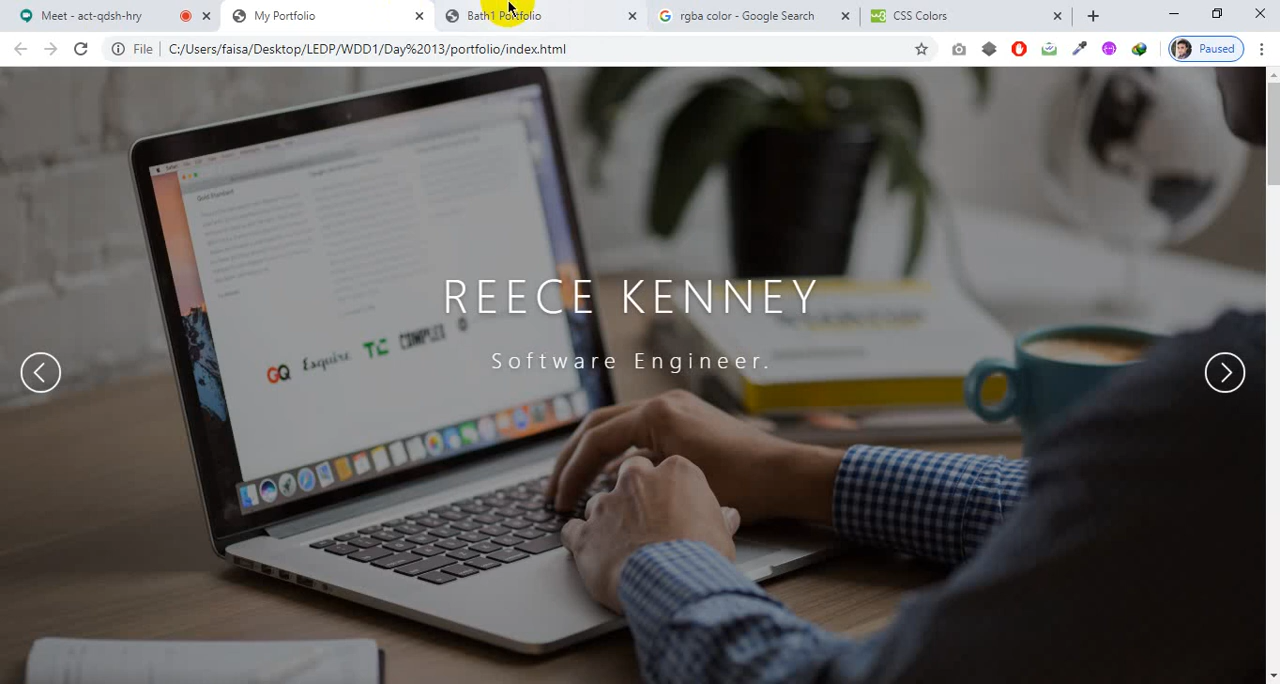 Meet - act-qdsh-hry
My Portfolio
Bath1 Portfolio
rgba color - Google Search
CSS Colors
File
C:/Users/faisa/Desktop/LEDP/WDD1/Day%2013/portfolio/index.html
Paused
GQ Esquire TC COMPLEX
REECE KENNEY
Software Engineer.